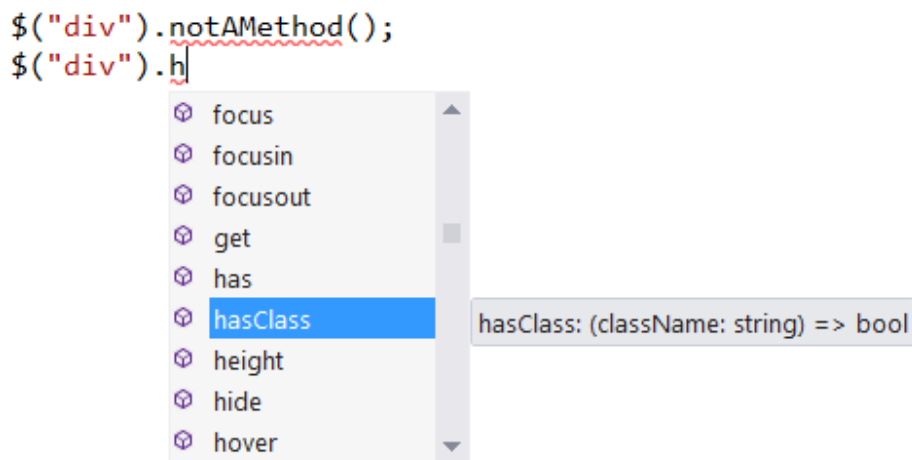 $("div").notAMethod();
$("div").h
focus
focusin
focusout
get
has
hasClass
hasClass: (className: string) => bool
height
hide
hover